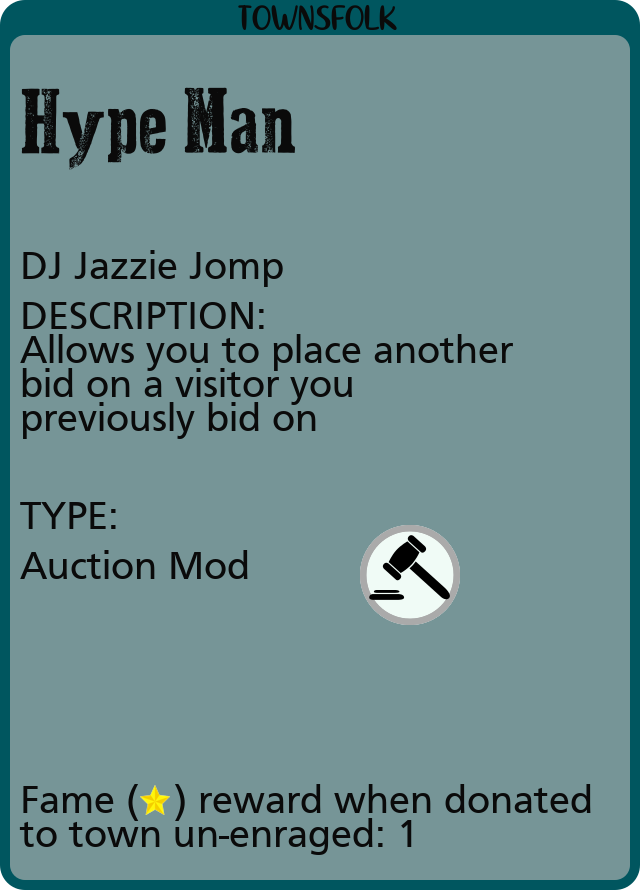 TOWNSFOLK
Hype Man
DJ Jazzie Jomp
DESCRIPTION:
Allows you to place another
bid on a visitor you
previously bid on
TYPE:
Auction Mod
Fame (⭐) reward when donated
to town un-enraged: 1